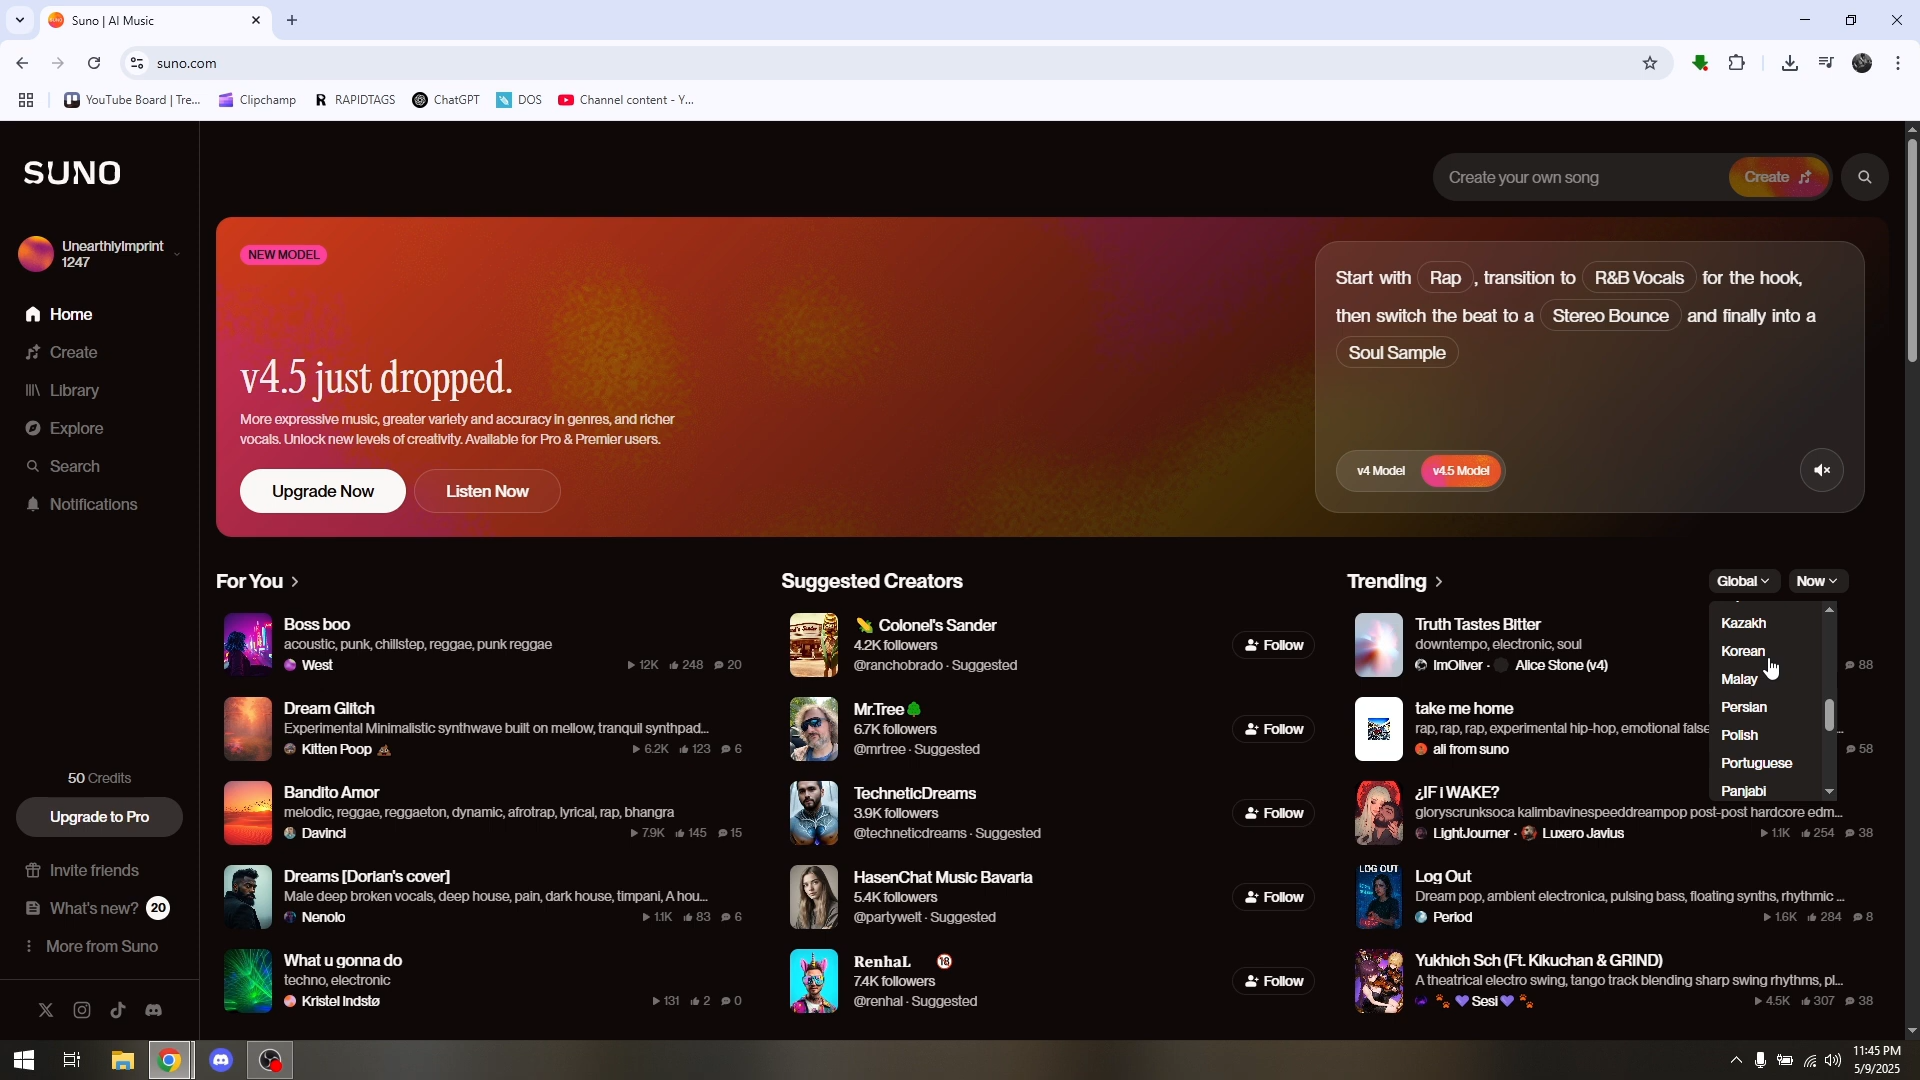 Suno | AI Music
suno.com
YouTube Board | Tre...
Clipchamp
RAPIDTAGS
ChatGPT
DOS
Channel content - Y...
SUNO
UnearthlyImprint
1247
Home
Create
Library
Explore
Search
Notifications
50 Credits
Upgrade to Pro
Invite friends
What's new? 20
More from Suno
Create your own song
Create
NEW MODEL
v4.5 just dropped.
More expressive music, greater variety and accuracy in genres, and richer
vocals. Unlock new levels of creativity. Available for Pro & Premier users.
Upgrade Now
Listen Now
Start with Rap , transition to R&B Vocals for the hook,
then switch the beat to a Stereo Bounce and finally into a
Soul Sample
v4 Model
v4.5 Model
For You
Boss boo
acoustic, punk, chillstep, reggae, punk reggae
West 12K 248 20
Dream Glitch
Experimental Minimalistic synthwave built on mellow, tranquil synthpad...
Kitten Poop 💩 6.2K 123 6
Bandito Amor
melodic, reggae, reggaeton, dynamic, afrotrap, lyrical, rap, bhangra
Davinci 7.9K 145 15
Dreams [Dorian's cover]
Male deep broken vocals, deep house, pain, dark house, timpani, A hou...
Nenolo 1.1K 83 6
What u gonna do
techno, electronic
Kristel Indstø 131 2 0
Suggested Creators
🌽 Colonel's Sander
4.2K followers
@ranchobrado · Suggested
Follow
Mr.Tree🌲
6.7K followers
@mrtree · Suggested
Follow
TechneticDreams
3.9K followers
@techneticdreams · Suggested
Follow
HasenChat Music Bavaria
5.4K followers
@partywelt · Suggested
Follow
RenhaL 🔞
7.4K followers
@renhal · Suggested
Follow
Trending
Global
Now
Truth Tastes Bitter
downtempo, electronic, soul
ImOliver · Alice Stone (v4)
88
take me home
rap, rap, rap, experimental hip-hop, emotional false
ali from suno
58
¿IF I WAKE?
gloryscrunksoca kalimbavinespeeddreampop post-post hardcore edm...
LightJourner · Luxero Javius 1.1K 254 38
LOG OUT
Log Out
Dream pop, ambient electronica, pulsing bass, floating synths, rhythmic ...
Period 1.6K 284 8
Yukhich Sch (Ft. Kikuchan & GRIND)
A theatrical electro swing, tango track blending sharp swing rhythms, pl...
🐾 💜 Sesi 💜 🐾 4.5K 307 38
Kazakh
Korean
Malay
Persian
Polish
Portuguese
Panjabi
11:45 PM
5/9/2025